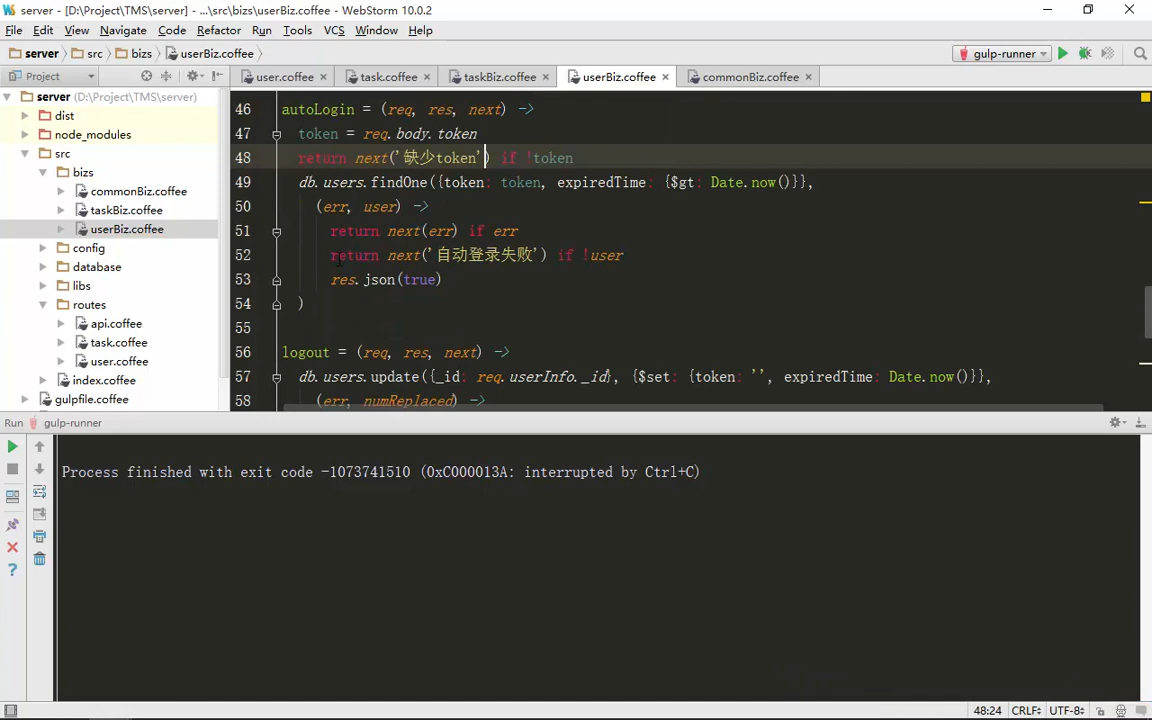 server - [D:\Project\TMS\server] - ...\src\bizs\userBiz.coffee - WebStorm 10.0.2
File Edit View Navigate Code Refactor Run Tools VCS Window Help
server src bizs userBiz.coffee gulp-runner
Project user.coffee task.coffee taskBiz.coffee userBiz.coffee commonBiz.coffee
server (D:\Project\TMS\server)
dist
node_modules
src
bizs
commonBiz.coffee
taskBiz.coffee
userBiz.coffee
config
database
libs
routes
api.coffee
task.coffee
user.coffee
index.coffee
gulpfile.coffee
46 autoLogin = (req, res, next) ->
47 token = req.body.token
48 return next('缺少token') if !token
49 db.users.findOne({token: token, expiredTime: {$gt: Date.now()}},
50 (err, user) ->
51 return next(err) if err
52 return next('自动登录失败') if !user
53 res.json(true)
54 )
55
56 logout = (req, res, next) ->
57 db.users.update({_id: req.userInfo._id}, {$set: {token: '', expiredTime: Date.now()}},
58 (err, numReplaced) ->
Run gulp-runner
Process finished with exit code -1073741510 (0xC000013A: interrupted by Ctrl+C)
48:24 CRLF UTF-8